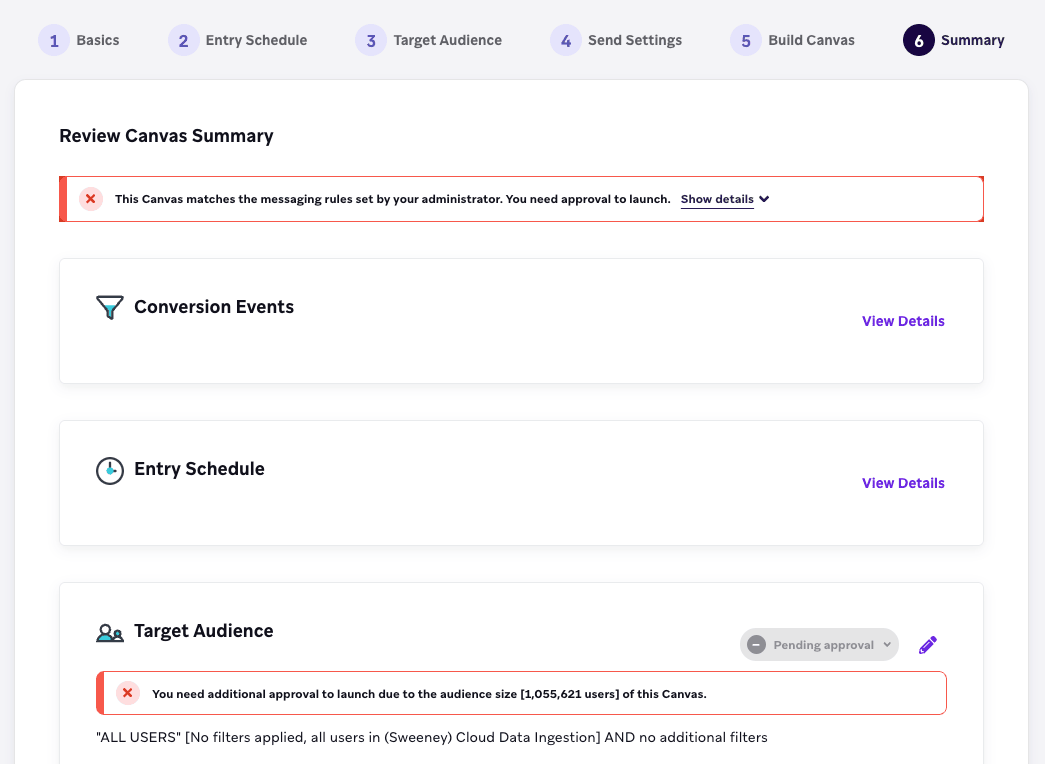 1 Basics 2 Entry Schedule 3 Target Audience 4 Send Settings 5 Build Canvas 6 Summary
Review Canvas Summary
This Canvas matches the messaging rules set by your administrator. You need approval to launch. Show details
Conversion Events
View Details
Entry Schedule
View Details
Target Audience
Pending approval
You need additional approval to launch due to the audience size [1,055,621 users] of this Canvas.
"ALL USERS" [No filters applied, all users in (Sweeney) Cloud Data Ingestion] AND no additional filters